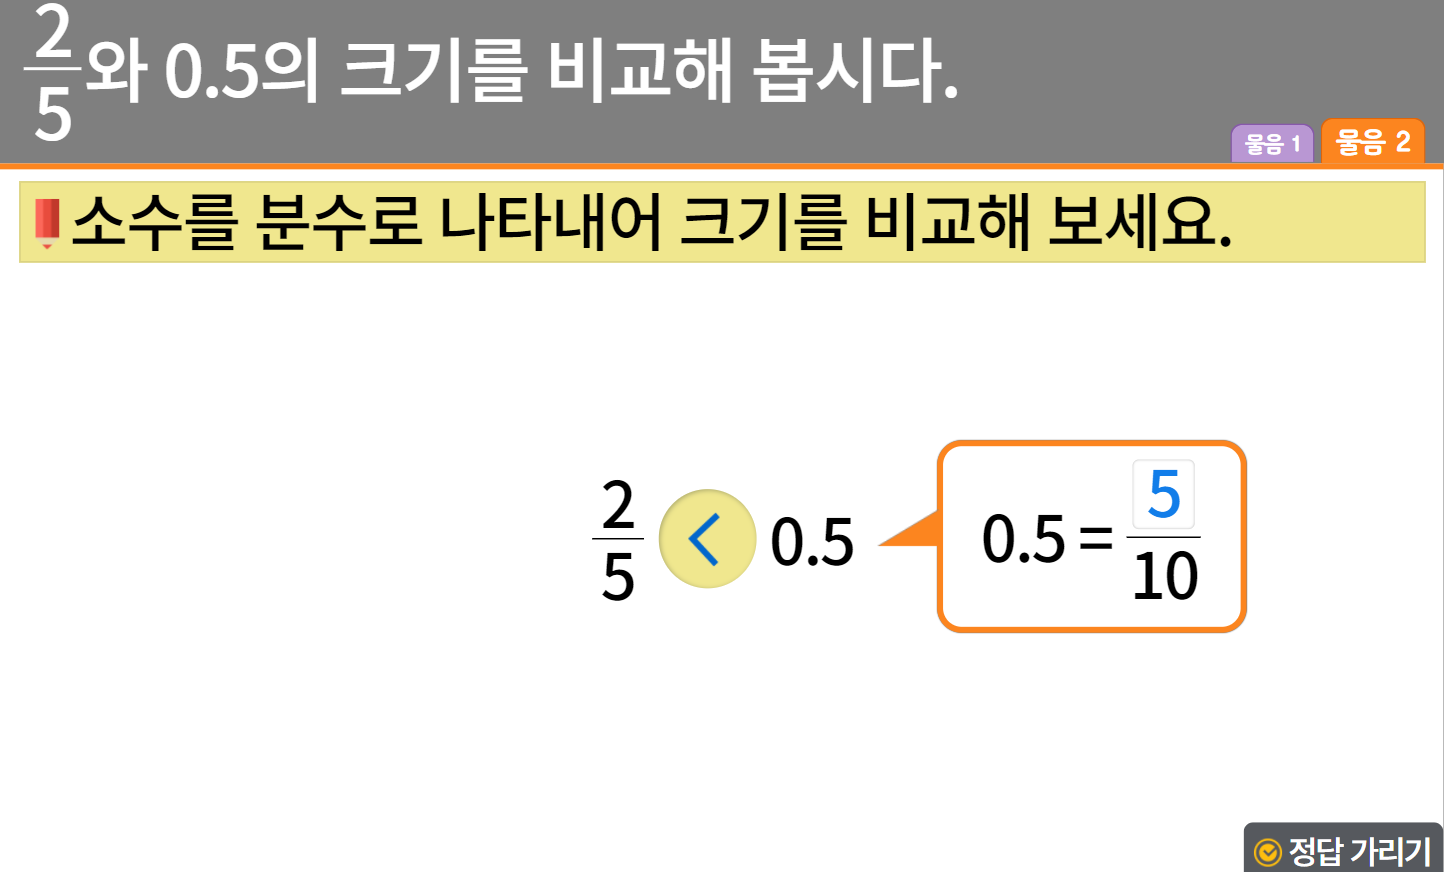 2/5와 0.5의 크기를 비교해 봅시다.
물음 1 물음 2
소수를 분수로 나타내어 크기를 비교해 보세요.
2/5 < 0.5 0.5 = 5/10
정답 가리기